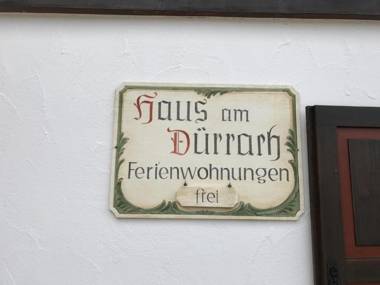 Haus am
Dürrach
Ferienwohnungen
frei